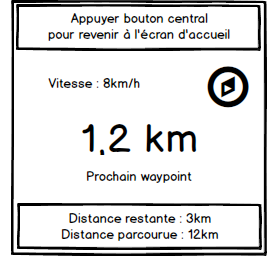 Appuyer bouton central
pour revenir à l'écran d'accueil
Vitesse : 8km/h
1,2 km
Prochain waypoint
Distance restante : 3km
Distance parcourue : 12km